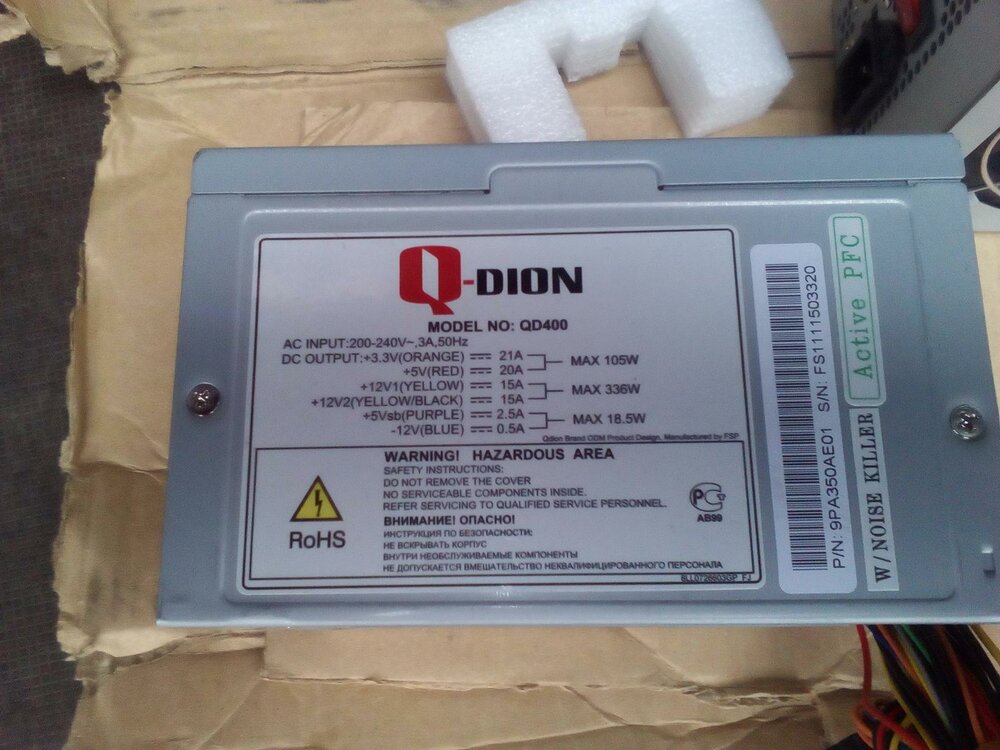 Q-DION
MODEL NO: QD400
AC INPUT:200-240V~,3A,50Hz
DC OUTPUT:+3.3V(ORANGE) 21A MAX 105W
+5V(RED) 20A
+12V1(YELLOW) 15A MAX 336W
+12V2(YELLOW/BLACK) 15A
+5Vsb(PURPLE) 2.5A MAX 18.5W
-12V(BLUE) 0.5A
Qdion Brand ODM Product Design, Manufactured by FSP
WARNING! HAZARDOUS AREA
SAFETY INSTRUCTIONS:
DO NOT REMOVE THE COVER
NO SERVICEABLE COMPONENTS INSIDE.
REFER SERVICING TO QUALIFIED SERVICE PERSONNEL.
ВНИМАНИЕ! ОПАСНО!
ИНСТРУКЦИЯ ПО БЕЗОПАСНОСТИ:
НЕ ВСКРЫВАТЬ КОРПУС
ВНУТРИ НЕОБСЛУЖИВАЕМЫЕ КОМПОНЕНТЫ
НЕ ДОПУСКАЕТСЯ ВМЕШАТЕЛЬСТВО НЕКВАЛИФИЦИРОВАННОГО ПЕРСОНАЛА
RoHS
АВ99
P/N: 9PA350AE01 S/N: FS1111503320
Active PFC
W/NOISE KILLER